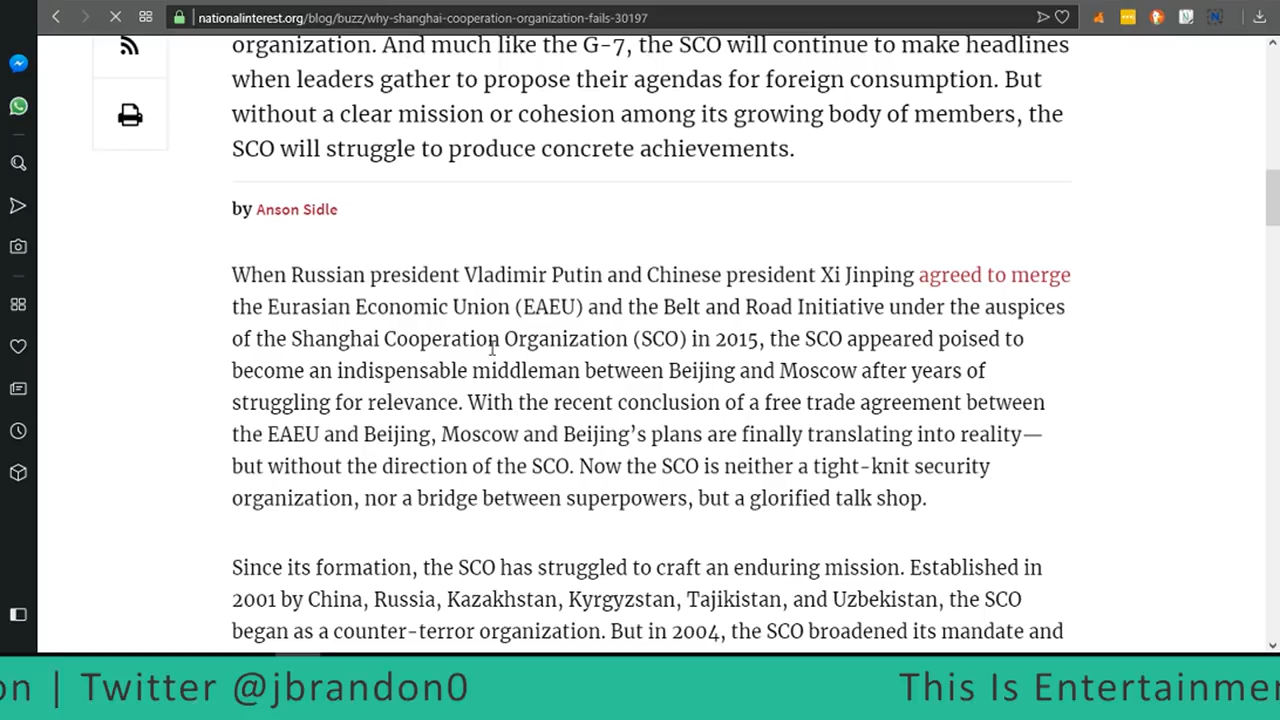 nationalinterest.org/blog/buzz/why-shanghai-cooperation-organization-fails-30197
organization. And much like the G-7, the SCO will continue to make headlines
when leaders gather to propose their agendas for foreign consumption. But
without a clear mission or cohesion among its growing body of members, the
SCO will struggle to produce concrete achievements.
by Anson Sidle
When Russian president Vladimir Putin and Chinese president Xi Jinping agreed to merge
the Eurasian Economic Union (EAEU) and the Belt and Road Initiative under the auspices
of the Shanghai Cooperation Organization (SCO) in 2015, the SCO appeared poised to
become an indispensable middleman between Beijing and Moscow after years of
struggling for relevance. With the recent conclusion of a free trade agreement between
the EAEU and Beijing, Moscow and Beijing’s plans are finally translating into reality—
but without the direction of the SCO. Now the SCO is neither a tight-knit security
organization, nor a bridge between superpowers, but a glorified talk shop.
Since its formation, the SCO has struggled to craft an enduring mission. Established in
2001 by China, Russia, Kazakhstan, Kyrgyzstan, Tajikistan, and Uzbekistan, the SCO
began as a counter-terror organization. But in 2004, the SCO broadened its mandate and
on | Twitter @jbrandon0 This Is Entertainme